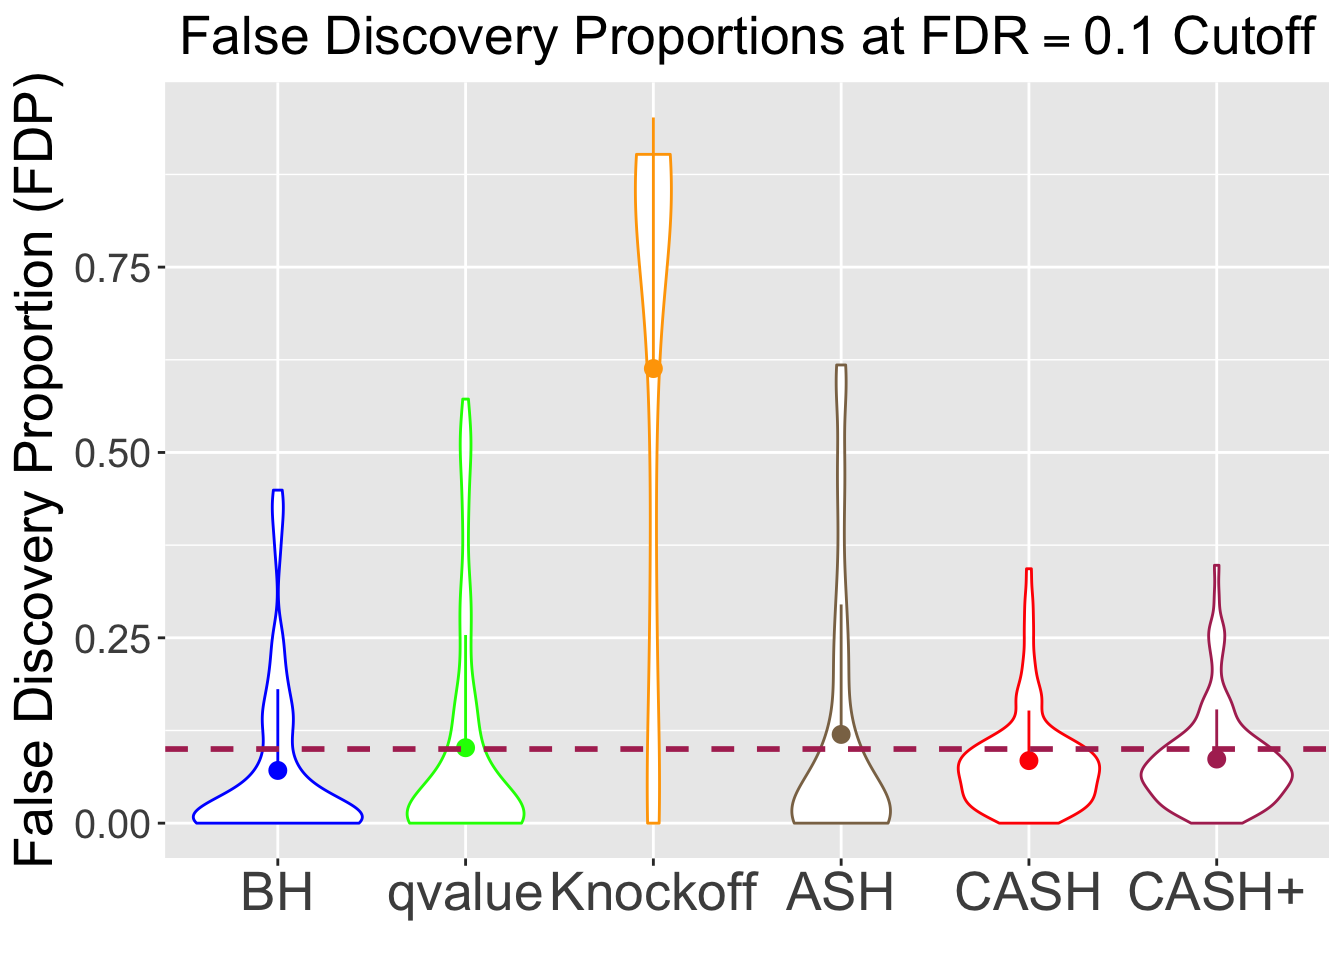 False Discovery Proportions at FDR = 0.1 Cutoff
False Discovery Proportion (FDP)
0.75
0.50
0.25
0.00
BH qvalue Knockoff ASH CASH CASH+